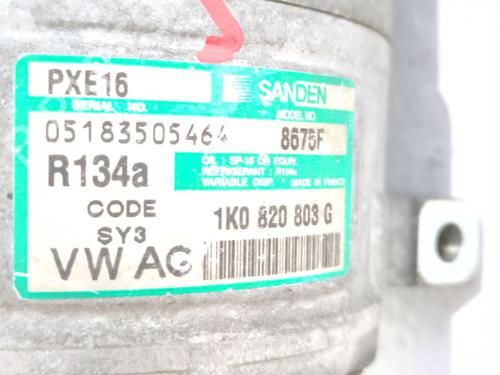 PXE16
SANDEN
SERIAL NO.
MODEL NO.
05183505464
8675F
R134a
OIL : SP-10 OR EQUIV.
REFRIGERANT : R134a
VARIABLE DISP. MADE IN FRANCE
CODE
SY3
1K0 820 803 G
VW AG